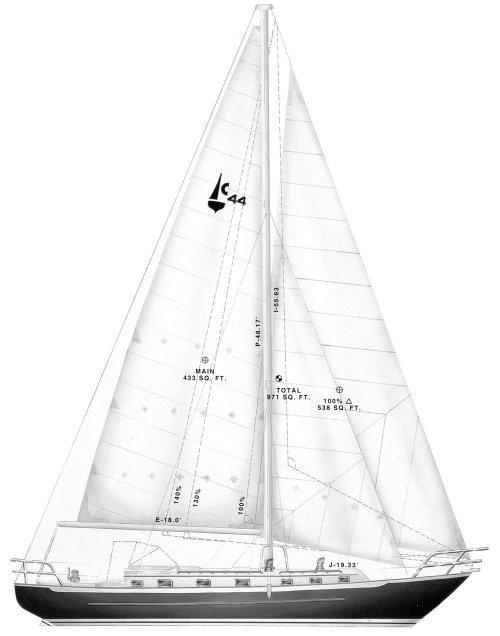 C
44
I-55.63
P-48.17'
MAIN
433 SQ. FT.
TOTAL
971 SQ. FT.
100% △
538 SQ. FT.
140%
130%
100%
E-18.0'
J-19.33'